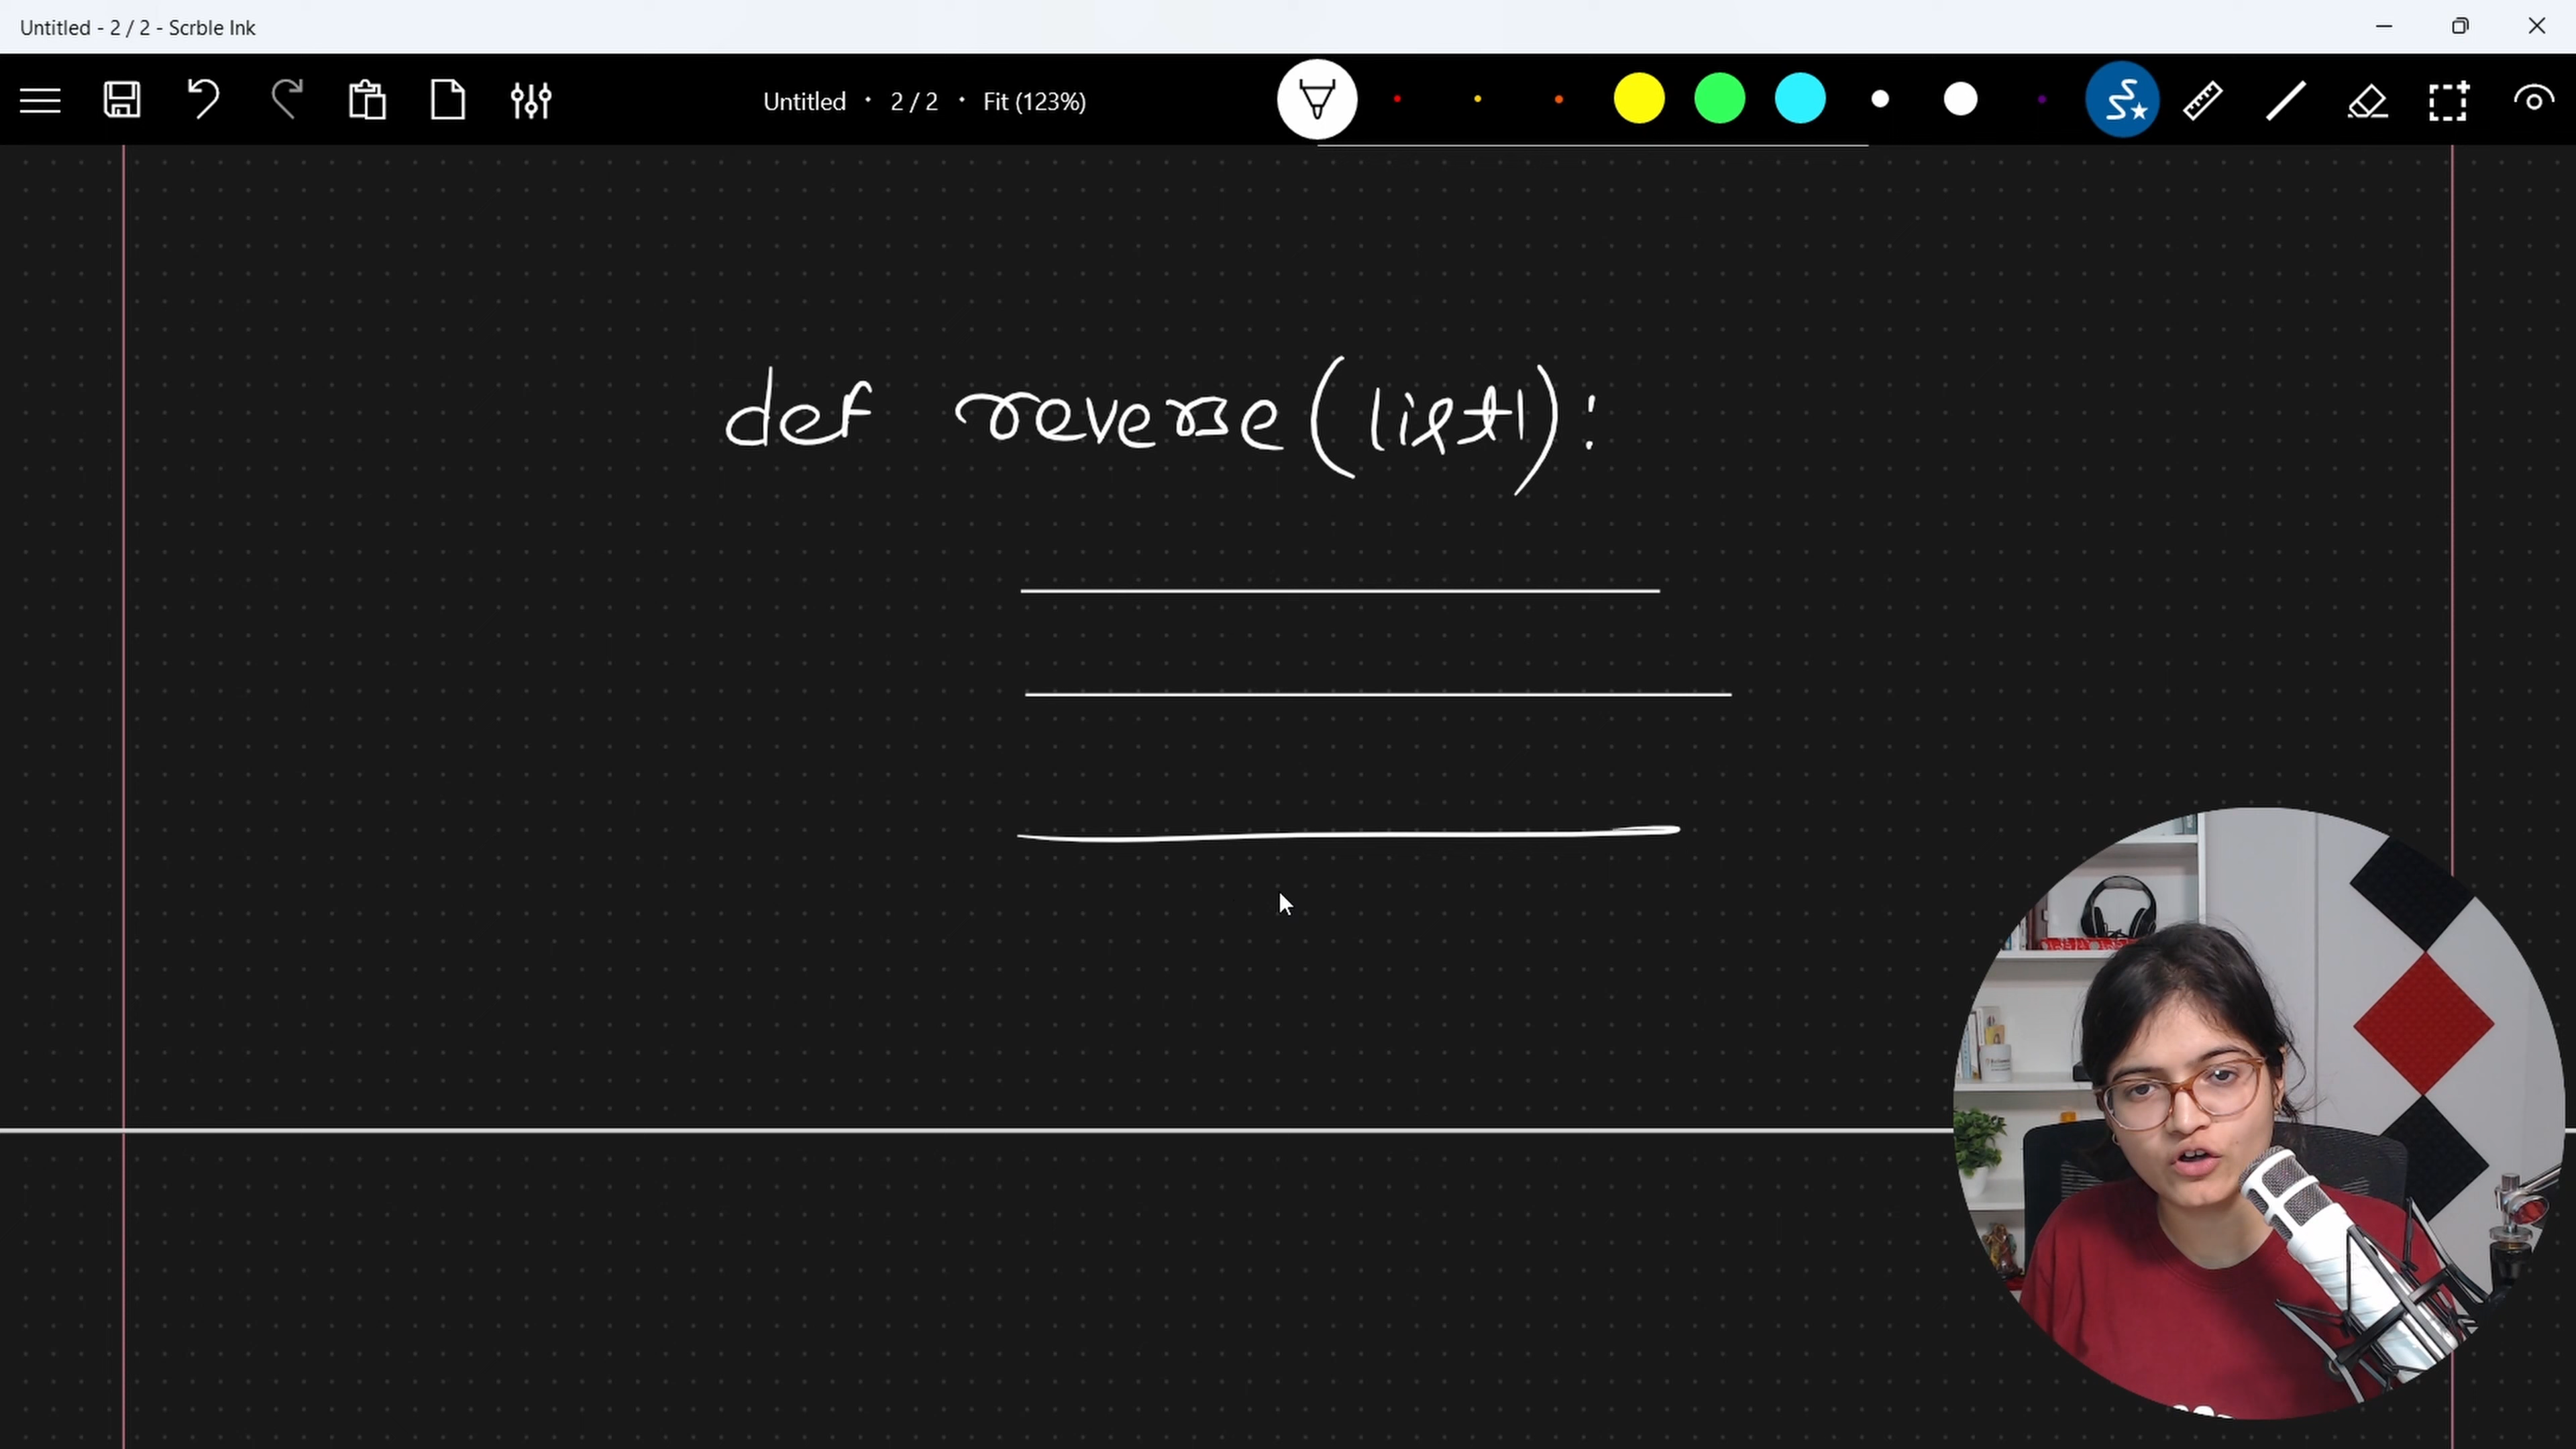 Untitled - 2 / 2 - Scrble Ink
Untitled • 2 / 2 • Fit (123%)
def reverse(list1):